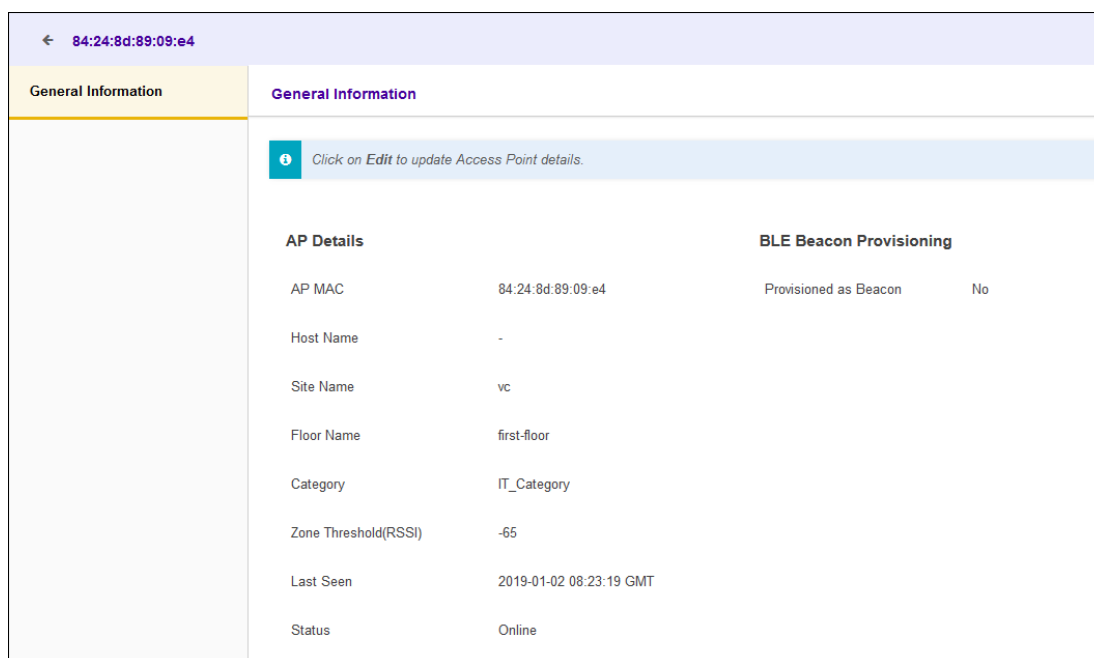 84:24:8d:89:09:e4
General Information
General Information
Click on Edit to update Access Point details.
AP Details
BLE Beacon Provisioning
AP MAC 84:24:8d:89:09:e4 Provisioned as Beacon No
Host Name -
Site Name vc
Floor Name first-floor
Category IT_Category
Zone Threshold(RSSI) -65
Last Seen 2019-01-02 08:23:19 GMT
Status Online